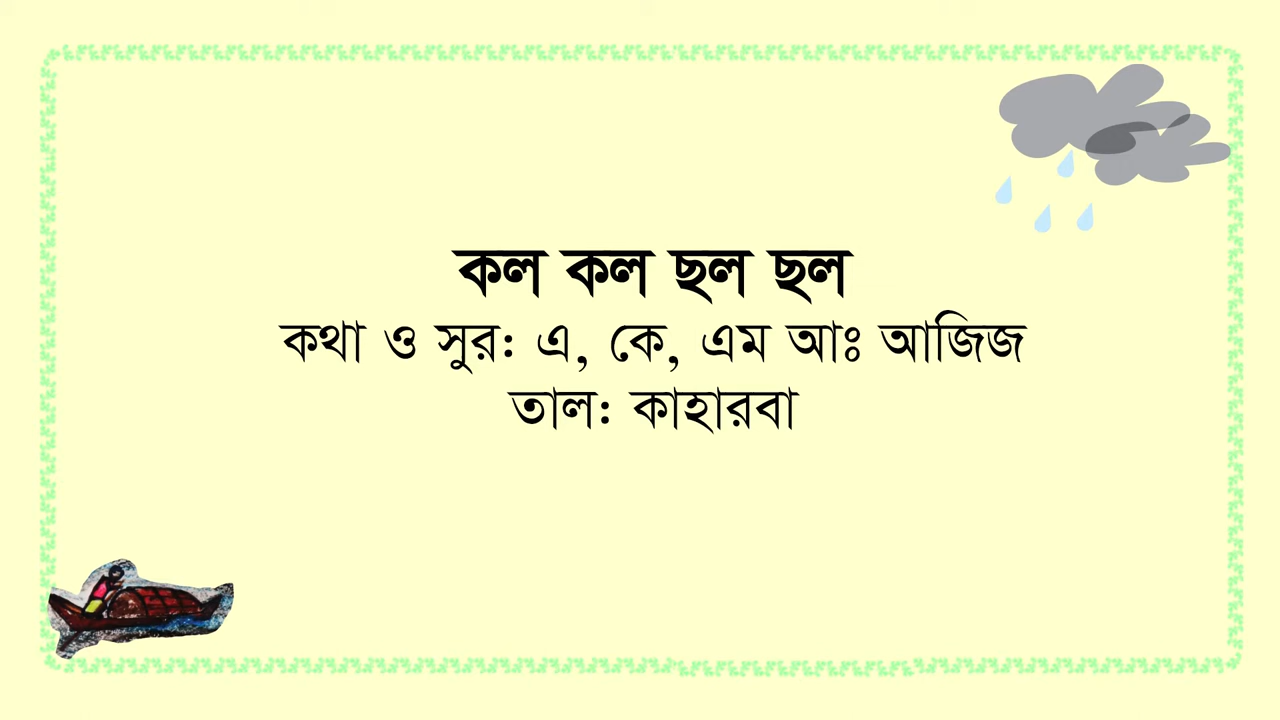 কল কল ছল ছল
কথা ও সুর: এ, কে, এম আঃ আজিজ
তাল: কাহারবা